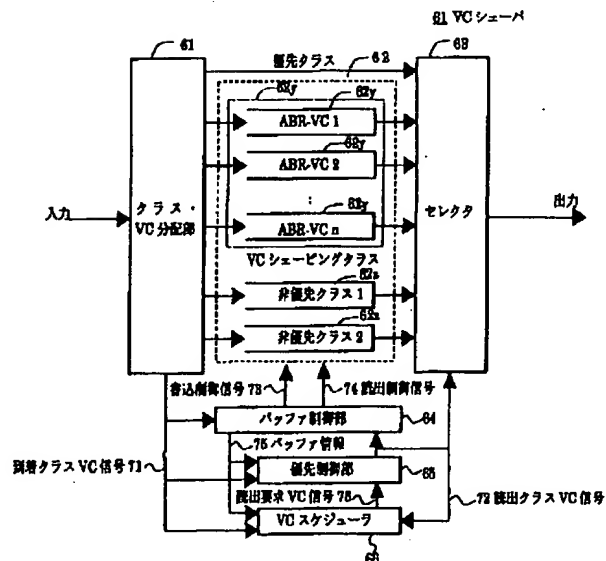 61 VCシェーパ
61
優先クラス
62
63
62y
62y
ABR-VC 1
62y
ABR-VC 2
:
62y
ABR-VC n
入力
クラス・
VC分配部
セレクタ
出力
VCシェーピングクラス
62z
非優先クラス1
62z
非優先クラス2
書込制御信号 73
74 読出制御信号
バッファ制御部
64
75 バッファ情報
到着クラスVC信号 71
優先制御部
65
読出要求VC信号 76
72 読出クラスVC信号
VCスケジューラ
66